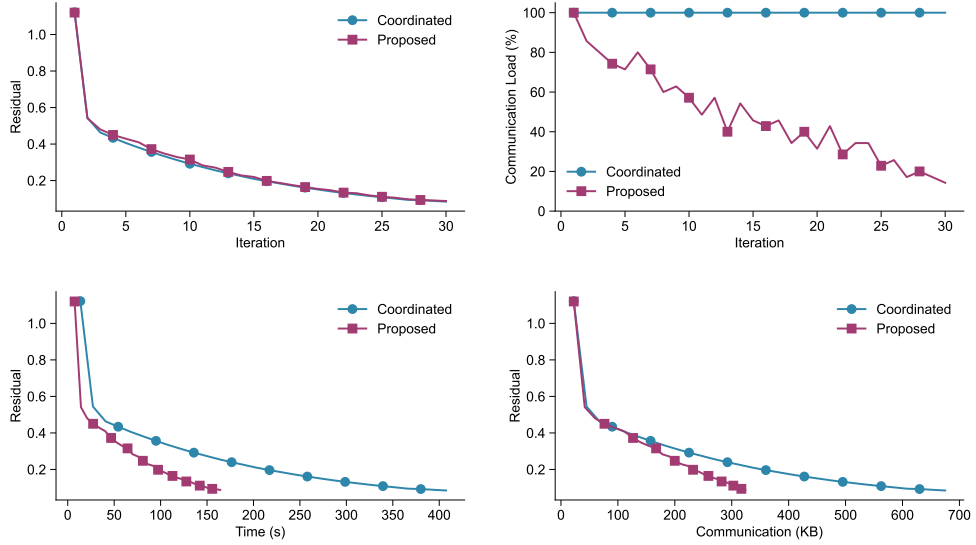 1.0
0.8
0.6
0.4
0.2
Residual
0 5 10 15 20 25 30
Iteration
Coordinated
Proposed
100
80
60
40
20
0
Communication Load (%)
0 5 10 15 20 25 30
Iteration
Coordinated
Proposed
1.0
0.8
0.6
0.4
0.2
Residual
0 50 100 150 200 250 300 350 400
Time (s)
Coordinated
Proposed
1.0
0.8
0.6
0.4
0.2
Residual
0 100 200 300 400 500 600 700
Communication (KB)
Coordinated
Proposed